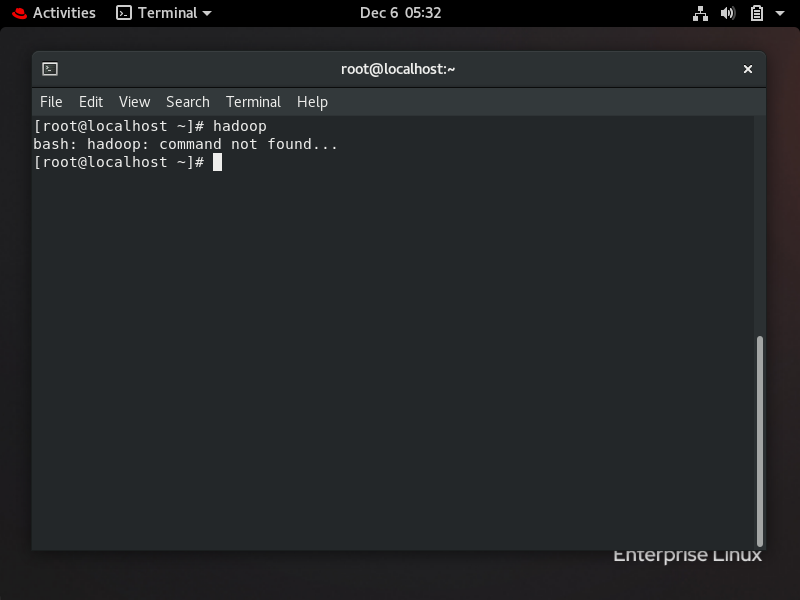 Activities Terminal Dec 6 05:32
root@localhost:~
File Edit View Search Terminal Help
[root@localhost ~]# hadoop
bash: hadoop: command not found...
[root@localhost ~]#
Enterprise Linux